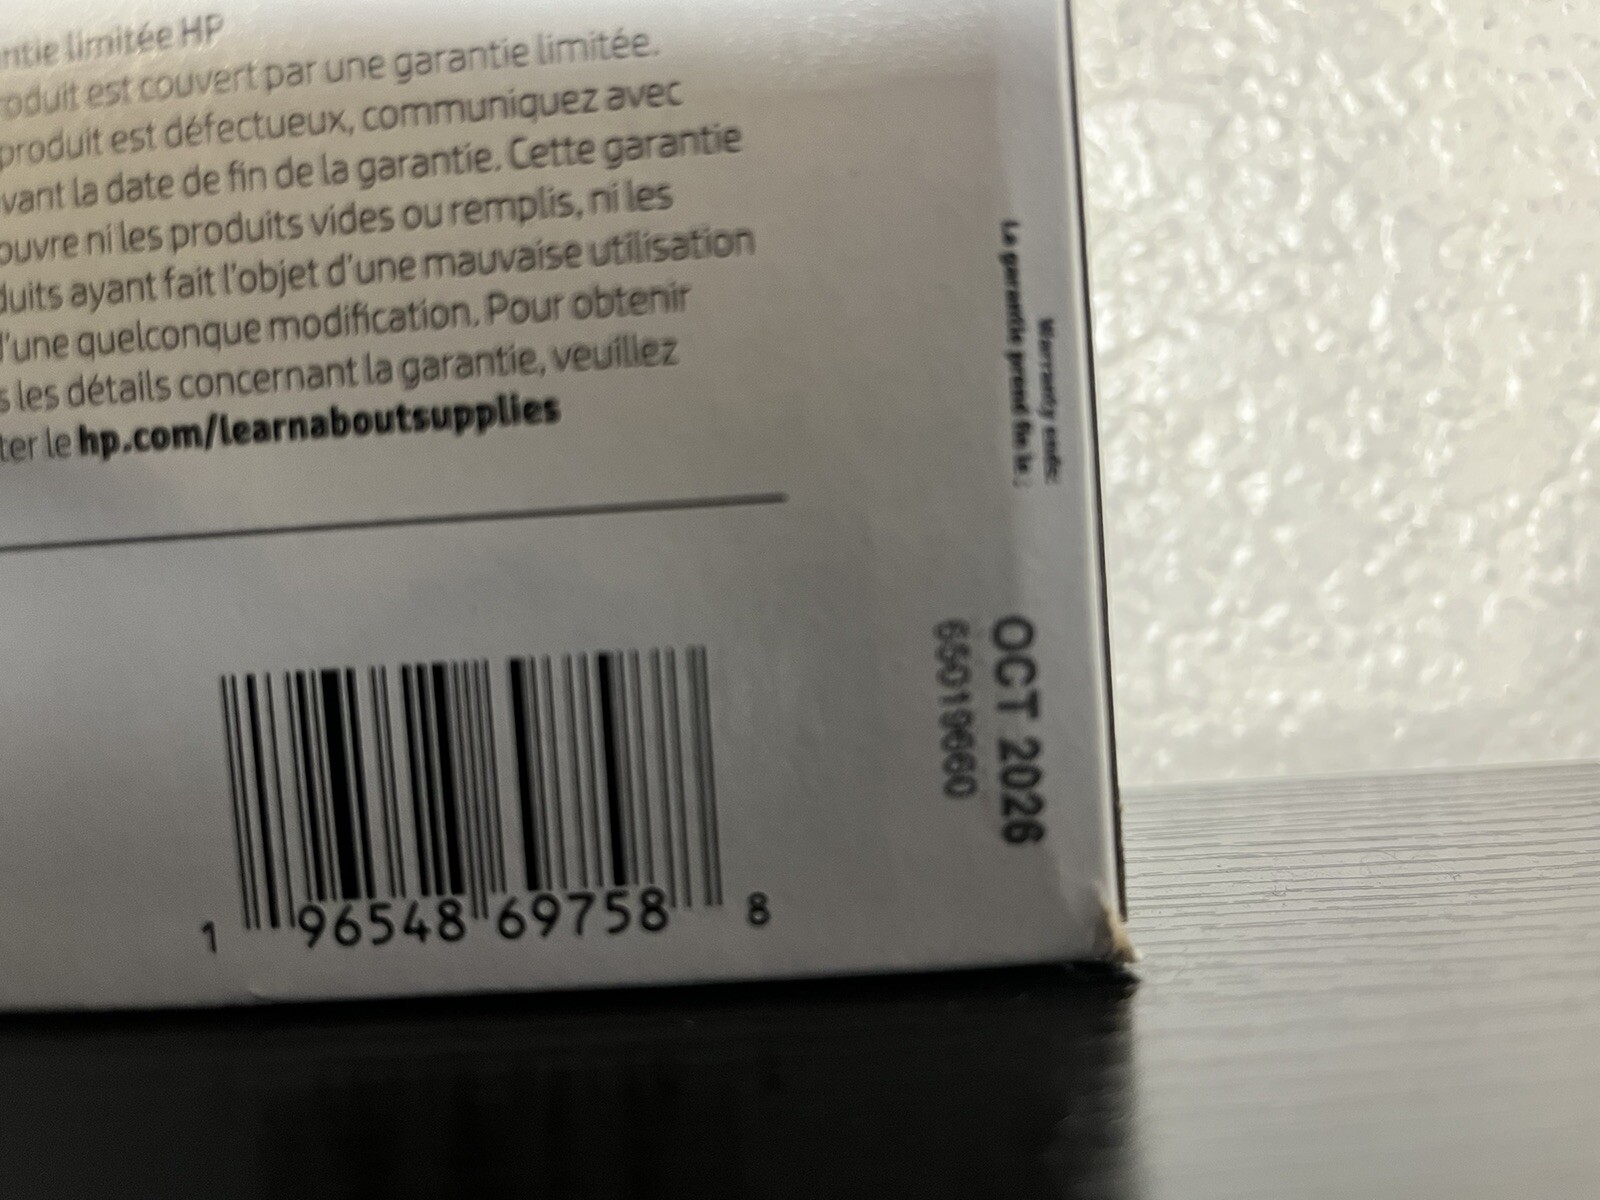 ntie limitée HP
roduit est couvert par une garantie limitée.
produit est défectueux, communiquez avec
vant la date de fin de la garantie. Cette garantie
ouvre ni les produits vides ou remplis, ni les
duits ayant fait l'objet d'une mauvaise utilisation
d'une quelconque modification. Pour obtenir
s les détails concernant la garantie, veuillez
ter le hp.com/learnaboutsupplies
Warranty ends:
La garantie prend fin le :
OCT 2026
65019660
1 96548 69758 8